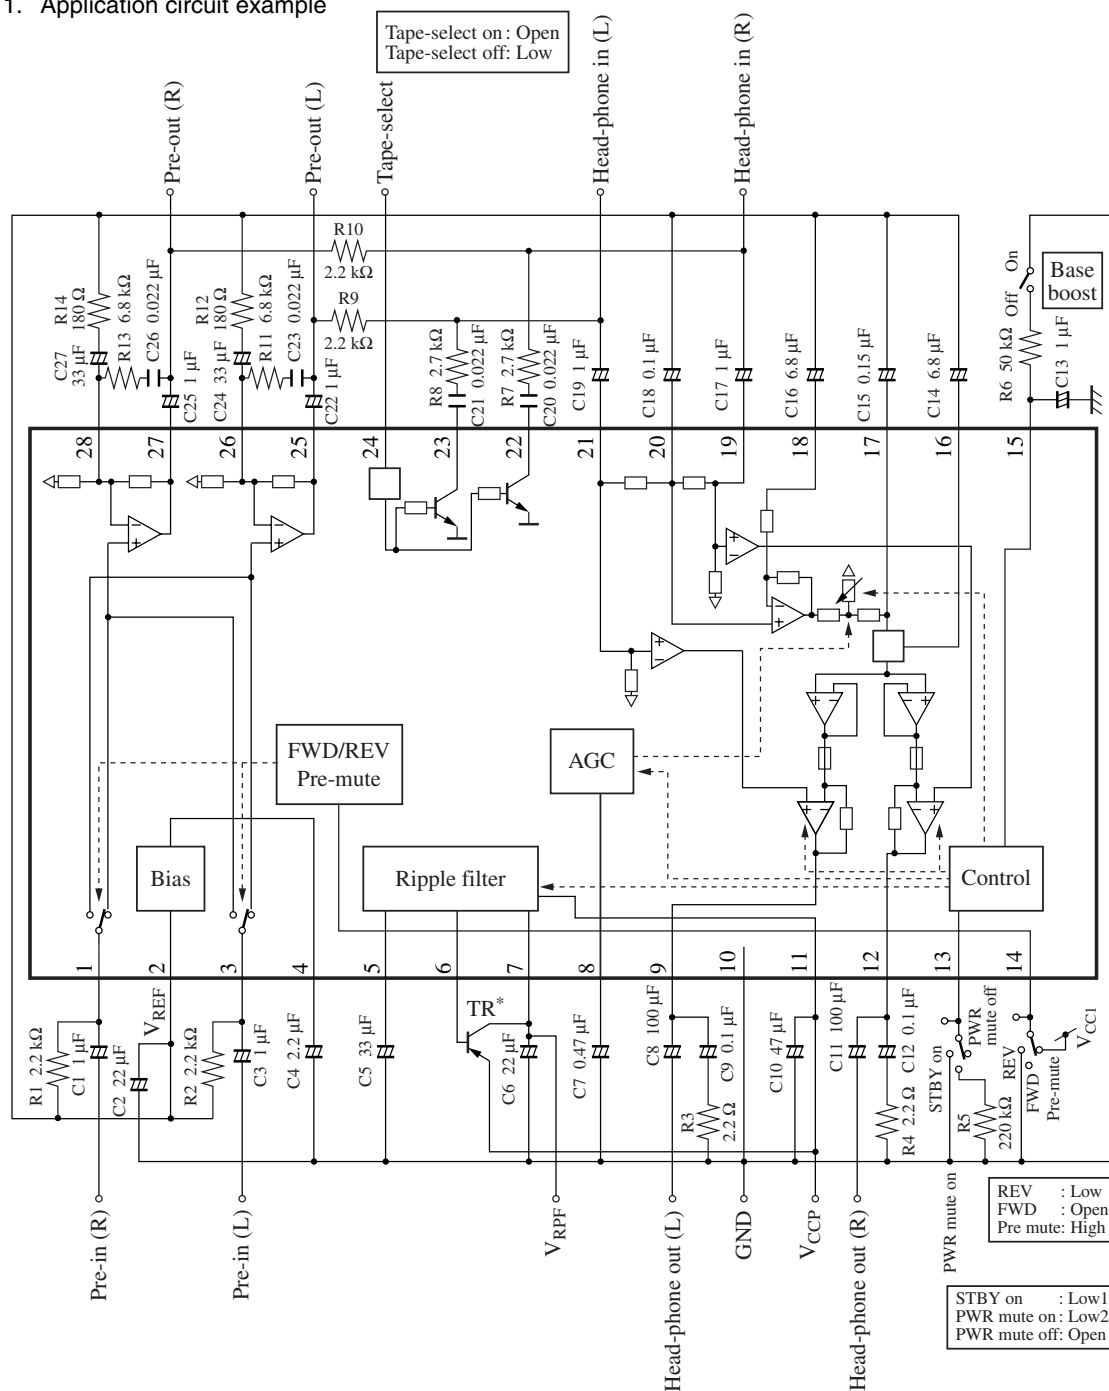 1. Application circuit example
Tape-select on : Open
Tape-select off: Low
Pre-out (R)
Pre-out (L)
Tape-select
Head-phone in (L)
Head-phone in (R)
R10
2.2 kΩ
R9
2.2 kΩ
R14
180 Ω
C27
33 μF
R13 6.8 kΩ
C26 0.022 μF
C25 1 μF
R12
180 Ω
C24 33 μF
R11 6.8 kΩ
C23 0.022 μF
C22 1 μF
R8 2.7 kΩ
C21 0.022 μF
R7 2.7 kΩ
C20 0.022 μF
C19 1 μF
C18 0.1 μF
C17 1 μF
C16 6.8 μF
C15 0.15 μF
C14 6.8 μF
R6 50 kΩ
Off On
C13 1 μF
Base
boost
28
27
26
25
24
23
22
21
20
19
18
17
16
15
FWD/REV
Pre-mute
AGC
Bias
Ripple filter
Control
1
2
3
4
5
6
7
8
9
10
11
12
13
14
R1 2.2 kΩ
C1 1 μF
C2 22 μF
VREF
R2 2.2 kΩ
C3 1 μF
C4 2.2 μF
C5 33 μF
TR*
C6 22 μF
C7 0.47 μF
C8 100 μF
C9 0.1 μF
R3
2.2 Ω
C10 47 μF
C11 100 μF
C12 0.1 μF
R4 2.2 Ω
STBY on
PWR
mute off
R5
220 kΩ
REV
FWD
Pre-mute
VCC1
Pre-in (R)
Pre-in (L)
VRPF
Head-phone out (L)
GND
VCCP
Head-phone out (R)
PWR mute on
REV : Low
FWD : Open
Pre mute: High
STBY on : Low1
PWR mute on : Low2
PWR mute off: Open